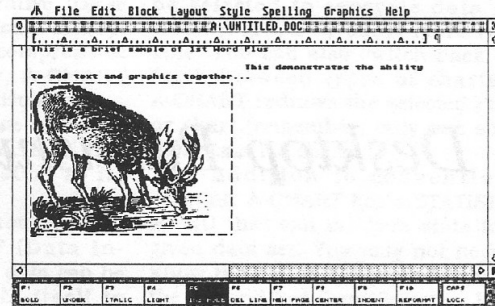 File Edit Block Layout Style Spelling Graphics Help
A:\UNTITLED.DOC
This is a brief sample of 1st Word Plus
This demonstrates the ability
to add text and graphics together...
F1 F2 F3 F4 F5 F6 F7 F8 F9 F10 CAPS
BOLD UNDER ITALIC LIGHT DEL LINE NEW PAGE CENTER INDENT REFORMAT LOCK